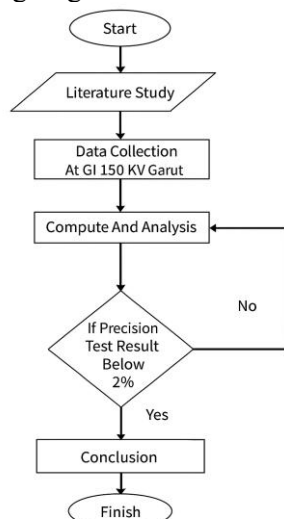 Start
Literature Study
Data Collection
At GI 150 KV Garut
Compute And Analysis
If Precision
Test Result
Below
2%
No
Yes
Conclusion
Finish